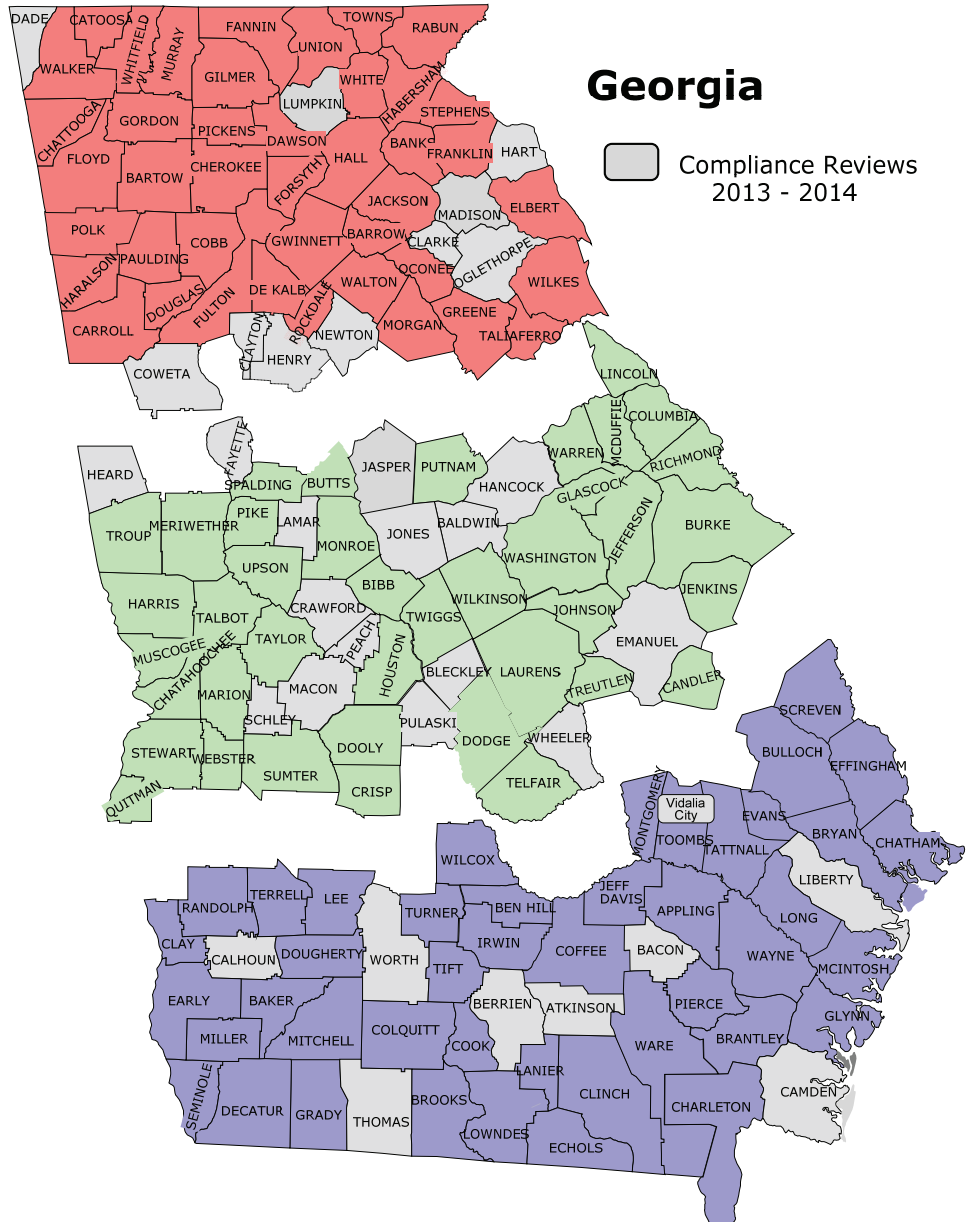 Georgia
Compliance Reviews
2013 - 2014
DADE
CATOOSA
WHITFIELD
MURRAY
FANNIN
TOWNS
UNION
RABUN
WALKER
GILMER
WHITE
HABERSHAM
LUMPKIN
STEPHENS
CHATTOOGA
GORDON
PICKENS
DAWSON
BANKS
FRANKLIN
HART
FLOYD
BARTOW
CHEROKEE
FORSYTH
HALL
JACKSON
MADISON
ELBERT
POLK
PAULDING
COBB
GWINNETT
BARROW
CLARKE
OGLETHORPE
HARALSON
DOUGLAS
FULTON
DE KALB
ROCKDALE
WALTON
OCONEE
WILKES
CARROLL
CLAYTON
HENRY
NEWTON
MORGAN
GREENE
TALIAFERRO
COWETA
LINCOLN
MCDUFFIE
COLUMBIA
HEARD
FAYETTE
SPALDING
BUTTS
JASPER
PUTNAM
HANCOCK
WARREN
RICHMOND
GLASCOCK
TROUP
MERIWETHER
PIKE
LAMAR
MONROE
JONES
BALDWIN
WASHINGTON
JEFFERSON
BURKE
UPSON
BIBB
WILKINSON
JENKINS
HARRIS
TALBOT
CRAWFORD
TWIGGS
JOHNSON
EMANUEL
MUSCOGEE
CHATAHOOCHEE
TAYLOR
PEACH
HOUSTON
BLECKLEY
LAURENS
TREUTLEN
CANDLER
MARION
SCHLEY
MACON
PULASKI
DODGE
WHEELER
STEWART
WEBSTER
SUMTER
DOOLY
TELFAIR
QUITMAN
CRISP
SCREVEN
BULLOCH
EFFINGHAM
MONTGOMERY
Vidalia
City
TOOMBS
TATTNALL
EVANS
BRYAN
CHATHAM
WILCOX
LIBERTY
RANDOLPH
TERRELL
LEE
TURNER
BEN HILL
JEFF
DAVIS
APPLING
LONG
CLAY
CALHOUN
DOUGHERTY
WORTH
TIFT
IRWIN
COFFEE
BACON
WAYNE
MCINTOSH
EARLY
BAKER
BERRIEN
ATKINSON
PIERCE
GLYNN
MILLER
MITCHELL
COLQUITT
COOK
WARE
BRANTLEY
SEMINOLE
DECATUR
GRADY
THOMAS
BROOKS
LANIER
CLINCH
CHARLETON
CAMDEN
LOWNDES
ECHOLS